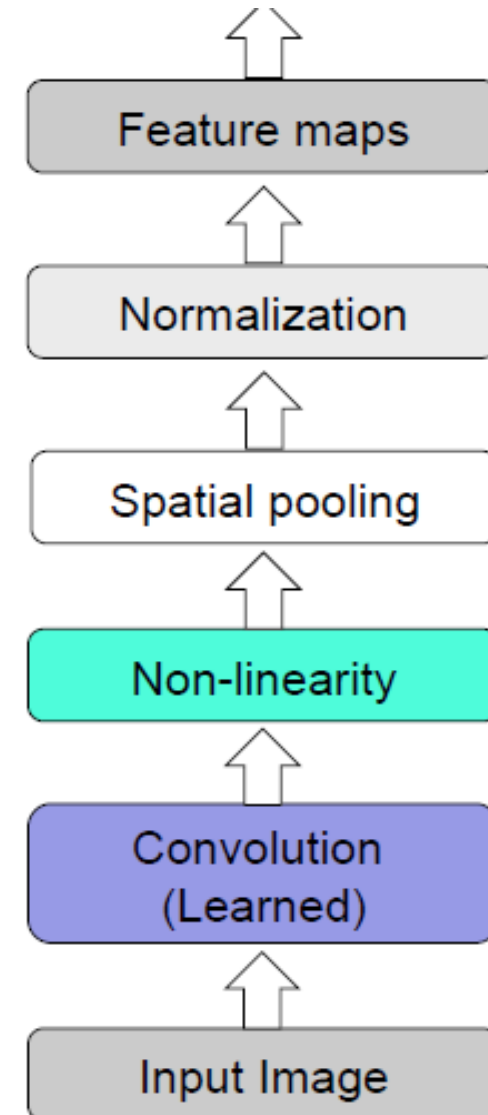 Feature maps
Normalization
Spatial pooling
Non-linearity
Convolution
(Learned)
Input Image